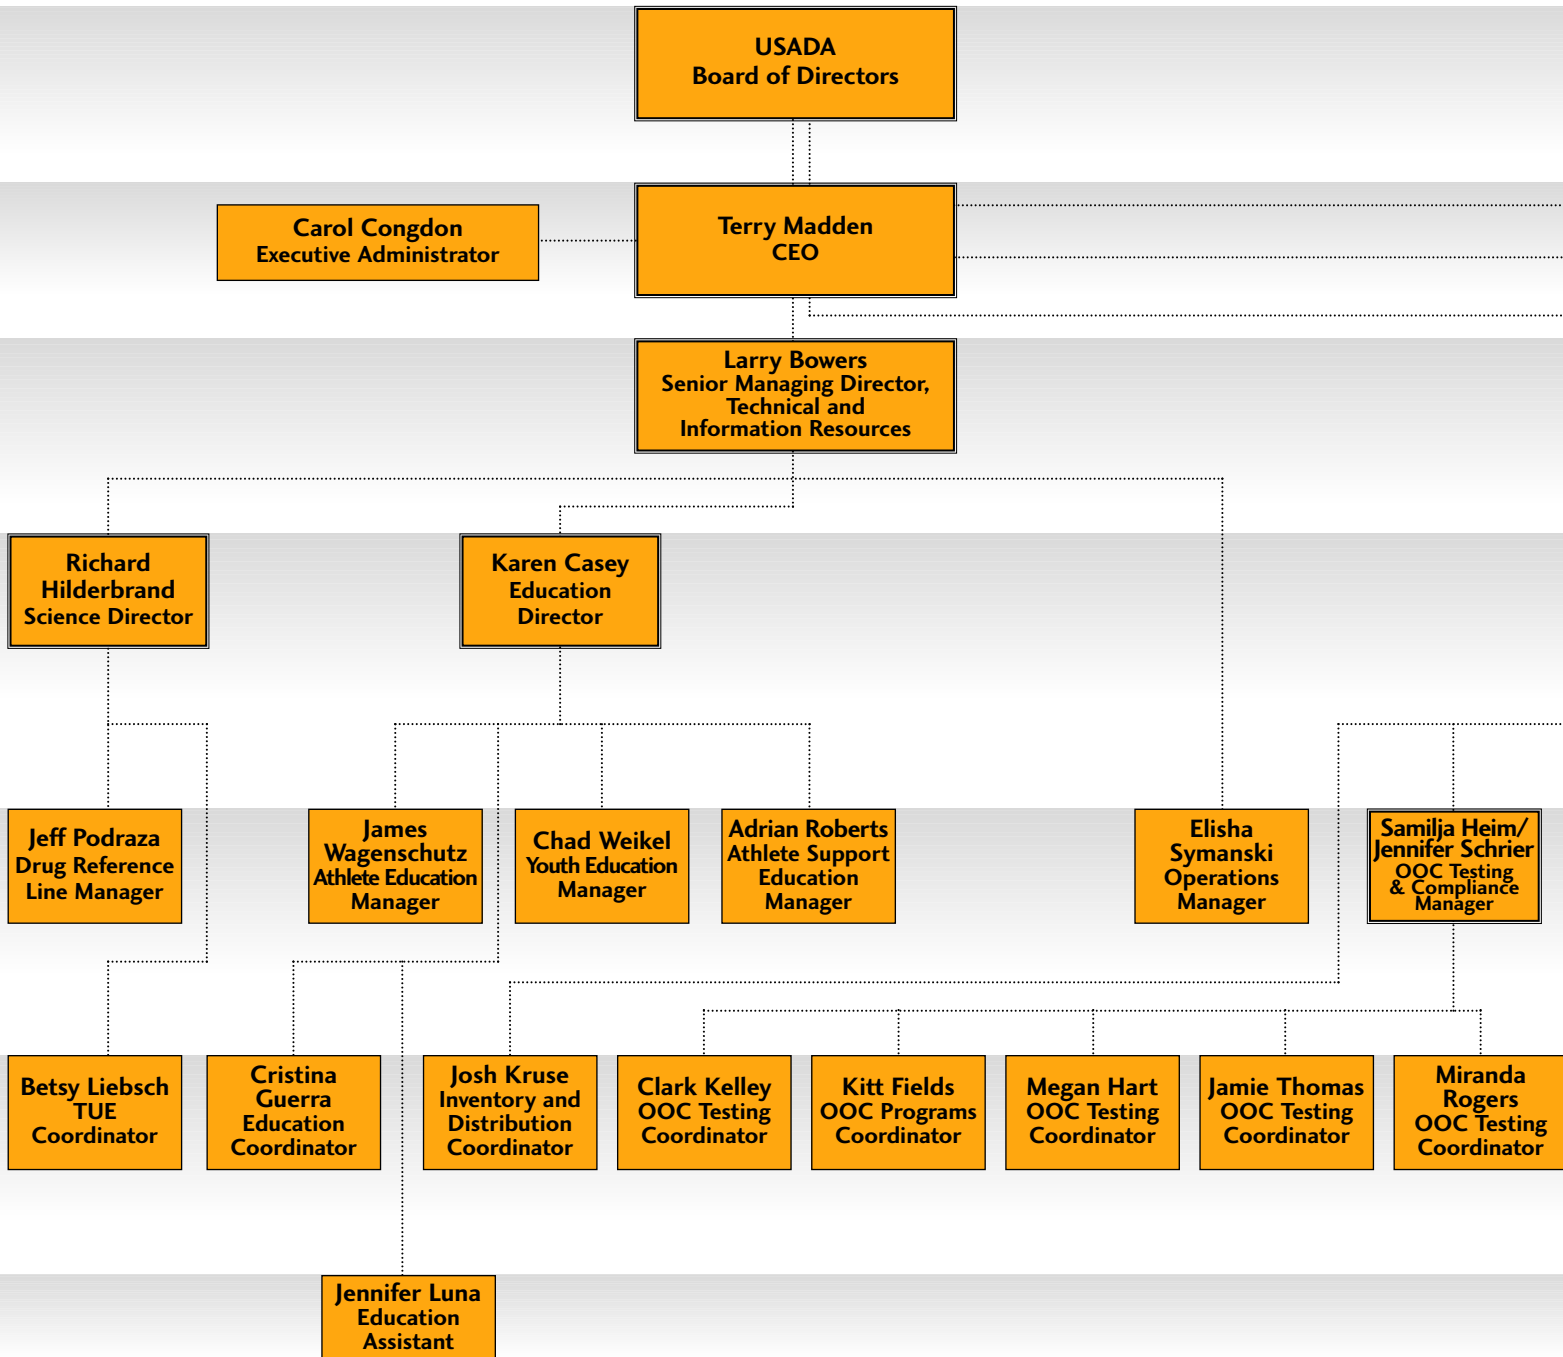 USADA
Board of Directors
Carol Congdon
Executive Administrator
Terry Madden
CEO
Larry Bowers
Senior Managing Director,
Technical and
Information Resources
Richard
Hilderbrand
Science Director
Karen Casey
Education
Director
Jeff Podraza
Drug Reference
Line Manager
James
Wagenschutz
Athlete Education
Manager
Chad Weikel
Youth Education
Manager
Adrian Roberts
Athlete Support
Education
Manager
Elisha
Symanski
Operations
Manager
Samilja Heim/
Jennifer Schrier
OOC Testing
& Compliance
Manager
Betsy Liebsch
TUE
Coordinator
Cristina
Guerra
Education
Coordinator
Josh Kruse
Inventory and
Distribution
Coordinator
Clark Kelley
OOC Testing
Coordinator
Kitt Fields
OOC Programs
Coordinator
Megan Hart
OOC Testing
Coordinator
Jamie Thomas
OOC Testing
Coordinator
Miranda
Rogers
OOC Testing
Coordinator
Jennifer Luna
Education
Assistant